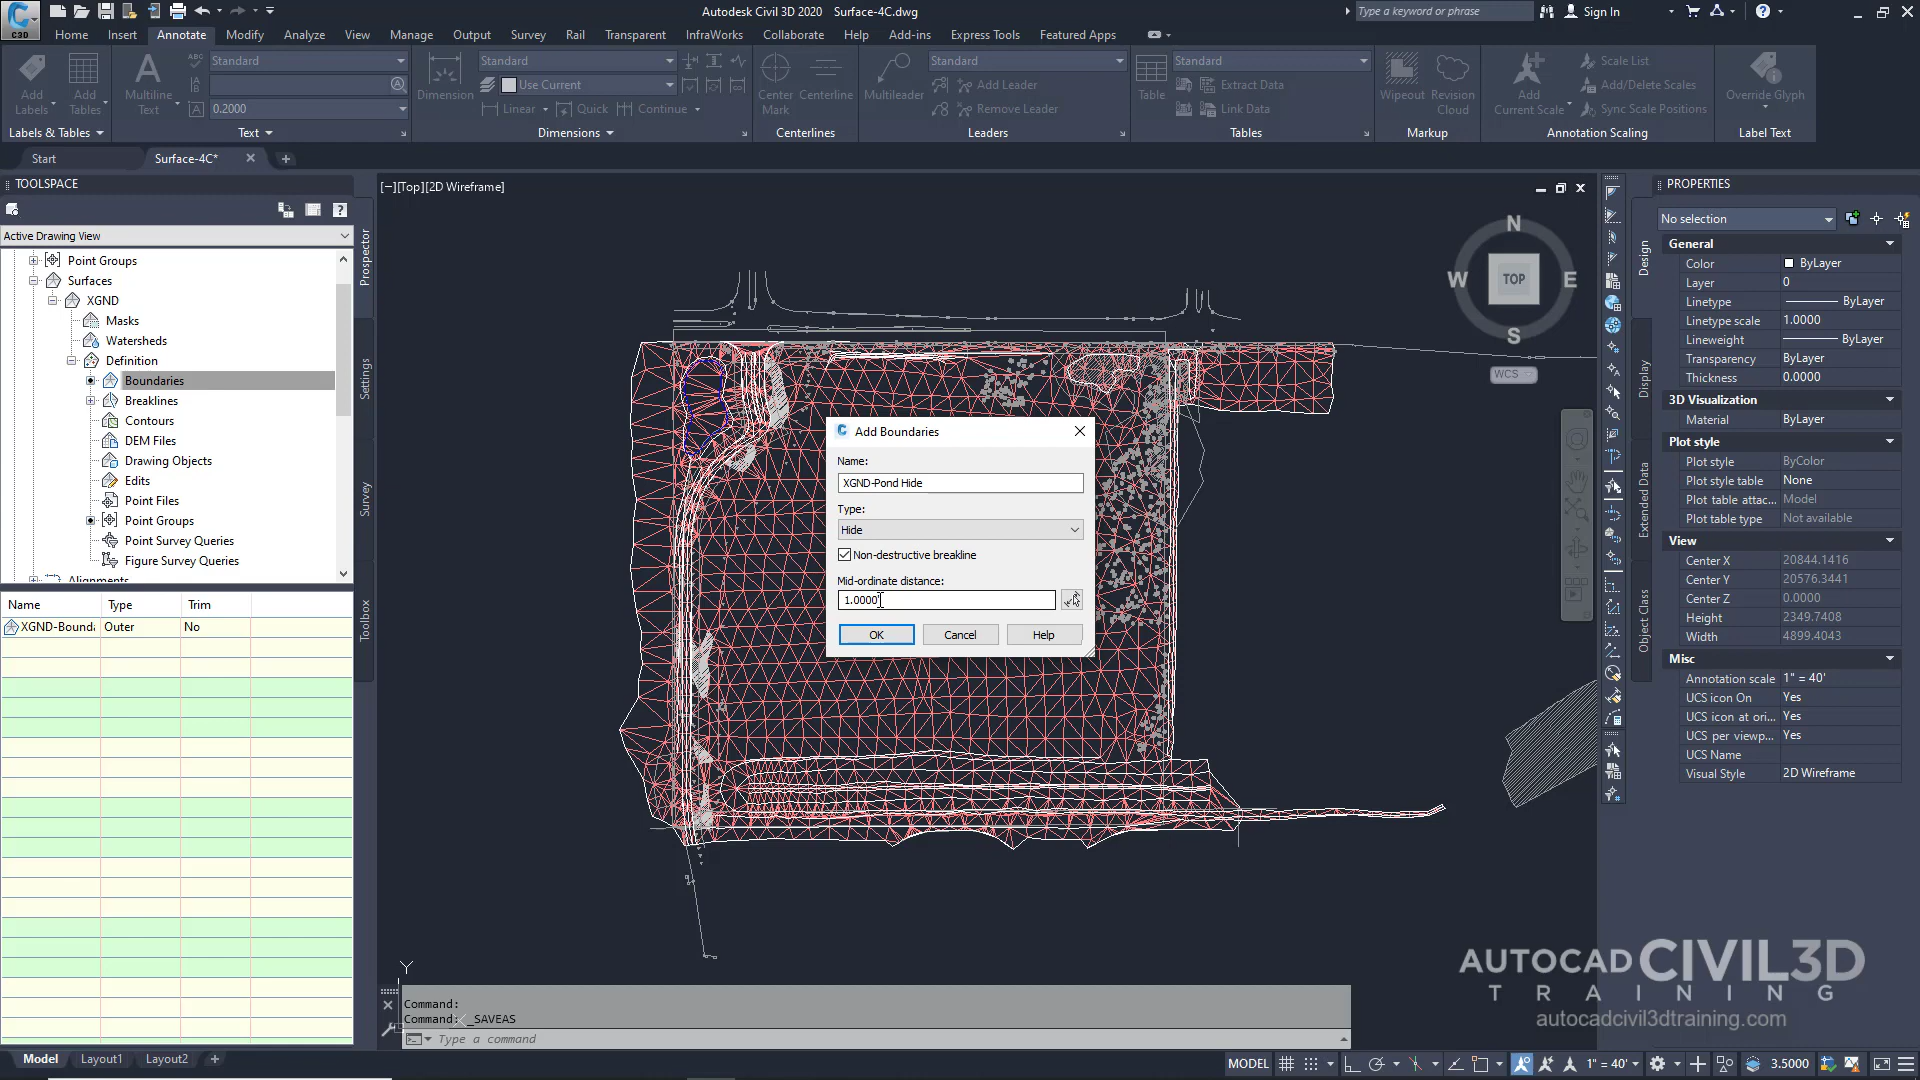 Autodesk Civil 3D 2020 Surface-4C.dwg
Type a keyword or phrase
Sign In
C3D
Home Insert Annotate Modify Analyze View Manage Output Survey Rail Transparent InfraWorks Collaborate Help Add-ins Express Tools Featured Apps
Add Labels
Add Tables
Labels & Tables
Multiline Text
ABC
Standard
0.2000
Text
Dimension
Standard
Use Current
Linear Quick Continue
Dimensions
Center Mark
Centerline
Centerlines
Multileader
Standard
Add Leader
Remove Leader
Leaders
Table
Standard
Extract Data
Link Data
Tables
Wipeout
Revision Cloud
Markup
Add Current Scale
Scale List
Add/Delete Scales
Sync Scale Positions
Annotation Scaling
Override Glyph
Label Text
Start Surface-4C*
TOOLSPACE
Active Drawing View
Point Groups
Surfaces
XGND
Masks
Watersheds
Definition
Boundaries
Breaklines
Contours
DEM Files
Drawing Objects
Edits
Point Files
Point Groups
Point Survey Queries
Figure Survey Queries
Alignments
Prospector
Settings
Survey
Toolbox
Name Type Trim
XGND-Bounda Outer No
[−][Top][2D Wireframe]
N
W TOP E
S
WCS
Add Boundaries
Name:
XGND-Pond Hide
Type:
Hide
Non-destructive breakline
Mid-ordinate distance:
1.0000'
OK Cancel Help
Y
X
Command:
Command: _SAVEAS
Type a command
PROPERTIES
No selection
Design
Display
Extended Data
Object Class
General
Color ByLayer
Layer 0
Linetype ByLayer
Linetype scale 1.0000
Lineweight ByLayer
Transparency ByLayer
Thickness 0.0000
3D Visualization
Material ByLayer
Plot style
Plot style ByColor
Plot style table None
Plot table attac... Model
Plot table type Not available
View
Center X 20844.1416
Center Y 20576.3441
Center Z 0.0000
Height 2349.7408
Width 4899.4043
Misc
Annotation scale 1" = 40'
UCS icon On Yes
UCS icon at ori... Yes
UCS per viewp... Yes
UCS Name
Visual Style 2D Wireframe
AUTOCAD CIVIL 3D
TRAINING
autocadcivil3dtraining.com
Model Layout1 Layout2
MODEL 1" = 40' 3.5000